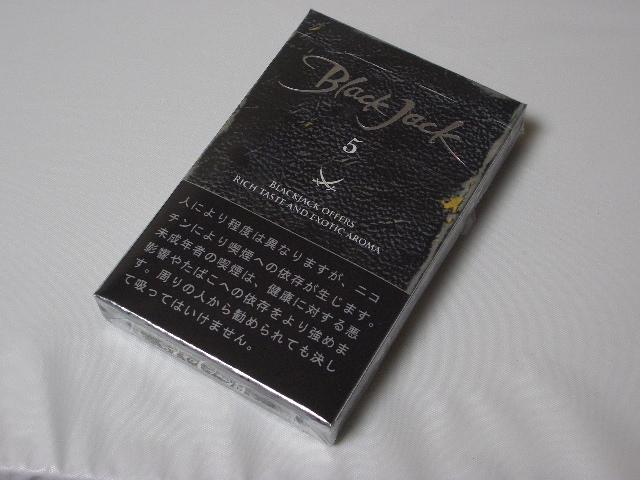 Black Jack
5
BLACKJACK OFFERS
RICH TASTE AND EXOTIC AROMA
人により程度は異なりますが、ニコ
チンにより喫煙への依存が生じます。
未成年者の喫煙は、健康に対する悪
影響やたばこへの依存をより強めま
す。周りの人から勧められても決し
て吸ってはいけません。